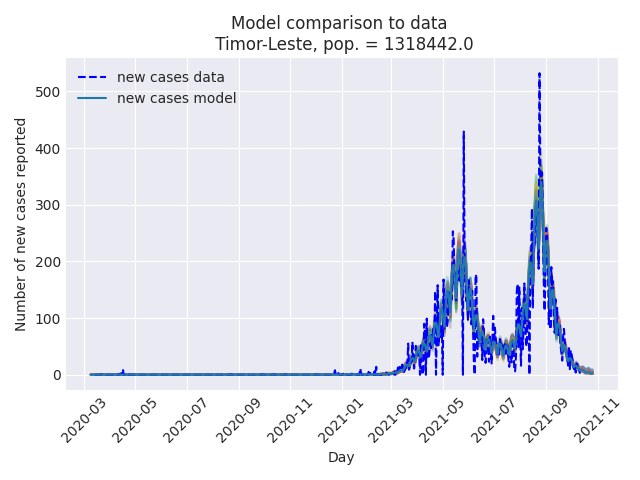 Model comparison to data
Timor-Leste, pop. = 1318442.0
new cases data
new cases model
Number of new cases reported
500
400
300
200
100
0
2020-03
2020-05
2020-07
2020-09
2020-11
2021-01
2021-03
2021-05
2021-07
2021-09
2021-11
Day